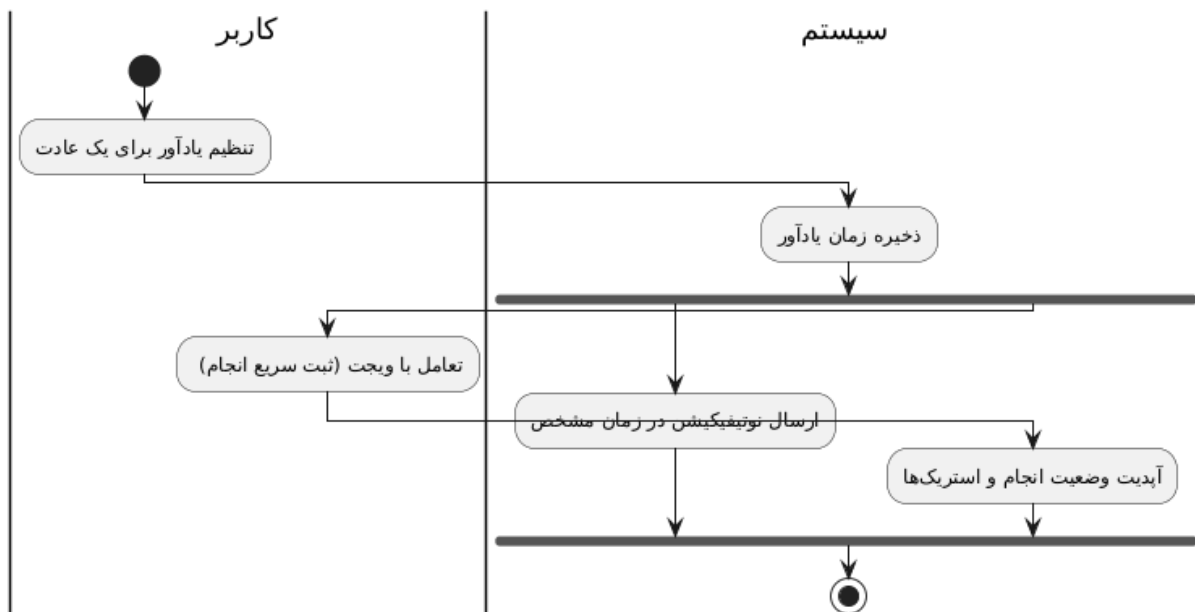 کاربر
سیستم
تنظیم یادآور برای یک عادت
ذخیره زمان یادآور
تعامل با ویجت (ثبت سریع انجام)
ارسال نوتیفیکیشن در زمان مشخص
آپدیت وضعیت انجام و استریک‌ها